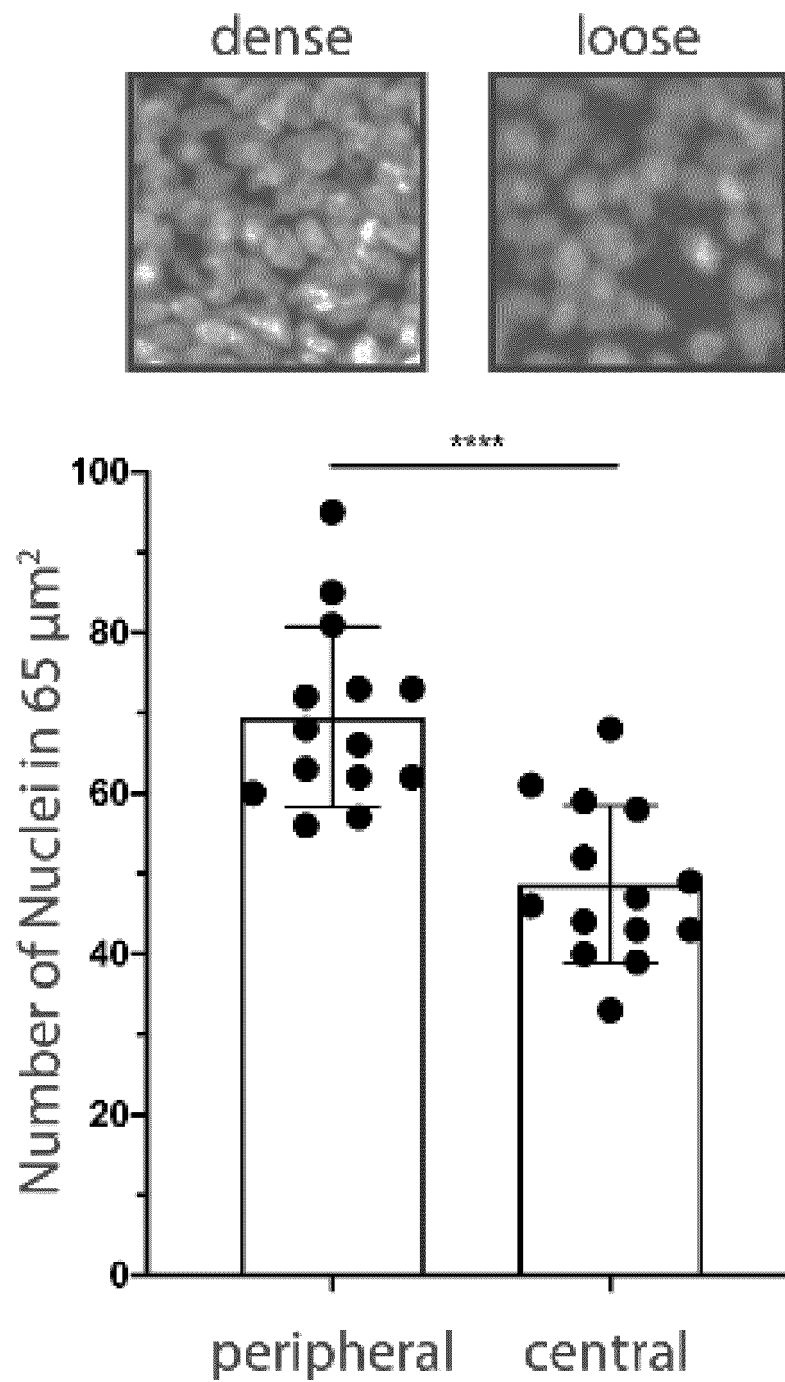 dense loose
****
100
80
60
40
20
0
Number of Nuclei in 65 µm²
peripheral central